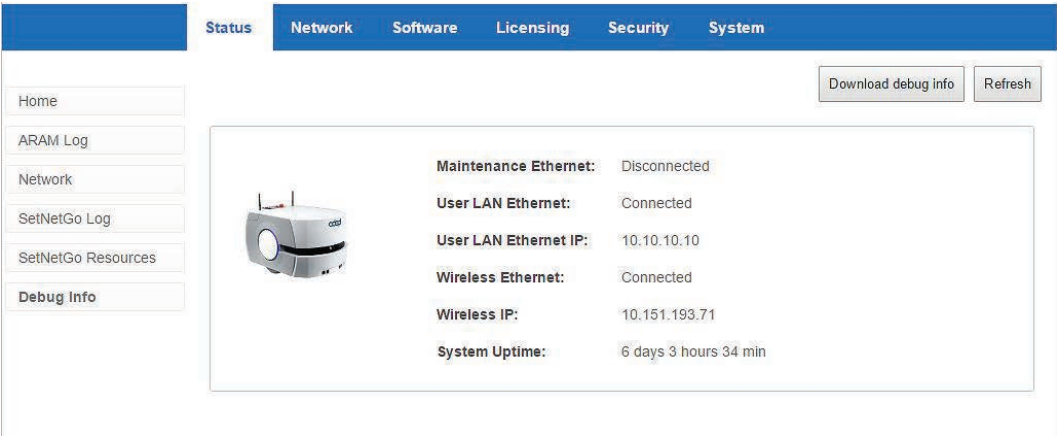 Status Network Software Licensing Security System
Download debug info Refresh
Home
ARAM Log
Network
SetNetGo Log
SetNetGo Resources
Debug Info
Maintenance Ethernet: Disconnected
User LAN Ethernet: Connected
User LAN Ethernet IP: 10.10.10.10
Wireless Ethernet: Connected
Wireless IP: 10.151.193.71
System Uptime: 6 days 3 hours 34 min